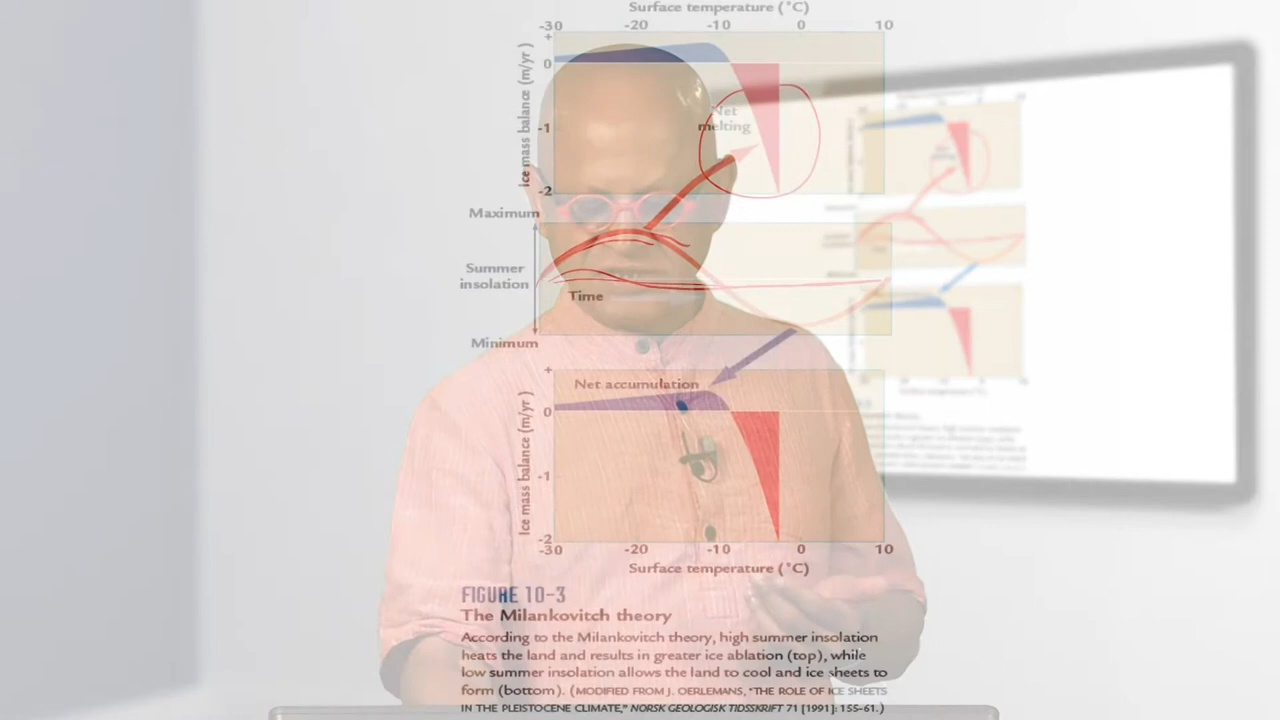 Surface temperature (°C)
-30 -20 -10 0 10
+
0
-1
-2
Ice mass balance (m/yr)
Net
melting
Maximum
Summer
insolation
Time
Minimum
+
Net accumulation
0
-1
-2
Ice mass balance (m/yr)
-30 -20 -10 0 10
Surface temperature (°C)
FIGURE 10-3
The Milankovitch theory
According to the Milankovitch theory, high summer insolation
heats the land and results in greater ice ablation (top), while
low summer insolation allows the land to cool and ice sheets to
form (bottom). (MODIFIED FROM J. OERLEMANS, "THE ROLE OF ICE SHEETS
IN THE PLEISTOCENE CLIMATE," NORSK GEOLOGISK TIDSSKRIFT 71 [1991]: 155-61.)